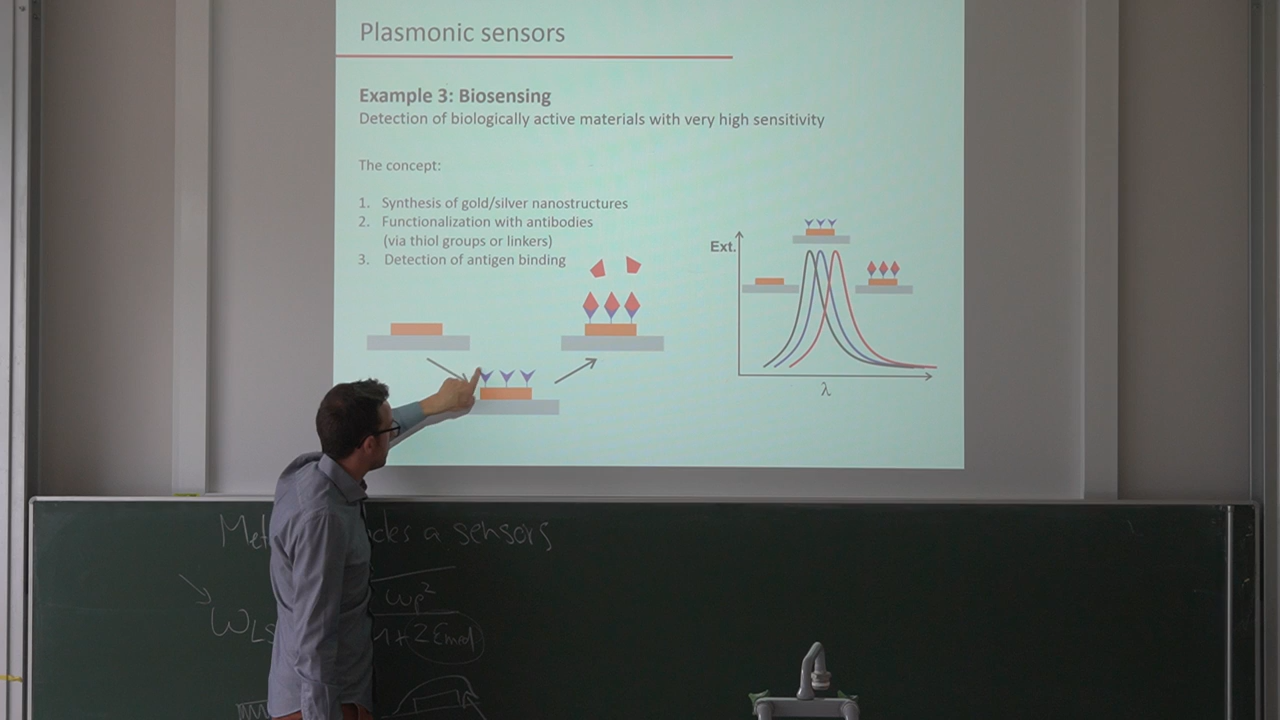 Plasmonic sensors
Example 3: Biosensing
Detection of biologically active materials with very high sensitivity
The concept:
1. Synthesis of gold/silver nanostructures
2. Functionalization with antibodies
(via thiol groups or linkers)
3. Detection of antigen binding
Ext.
λ
a sensors
ωp²
1+2εmed